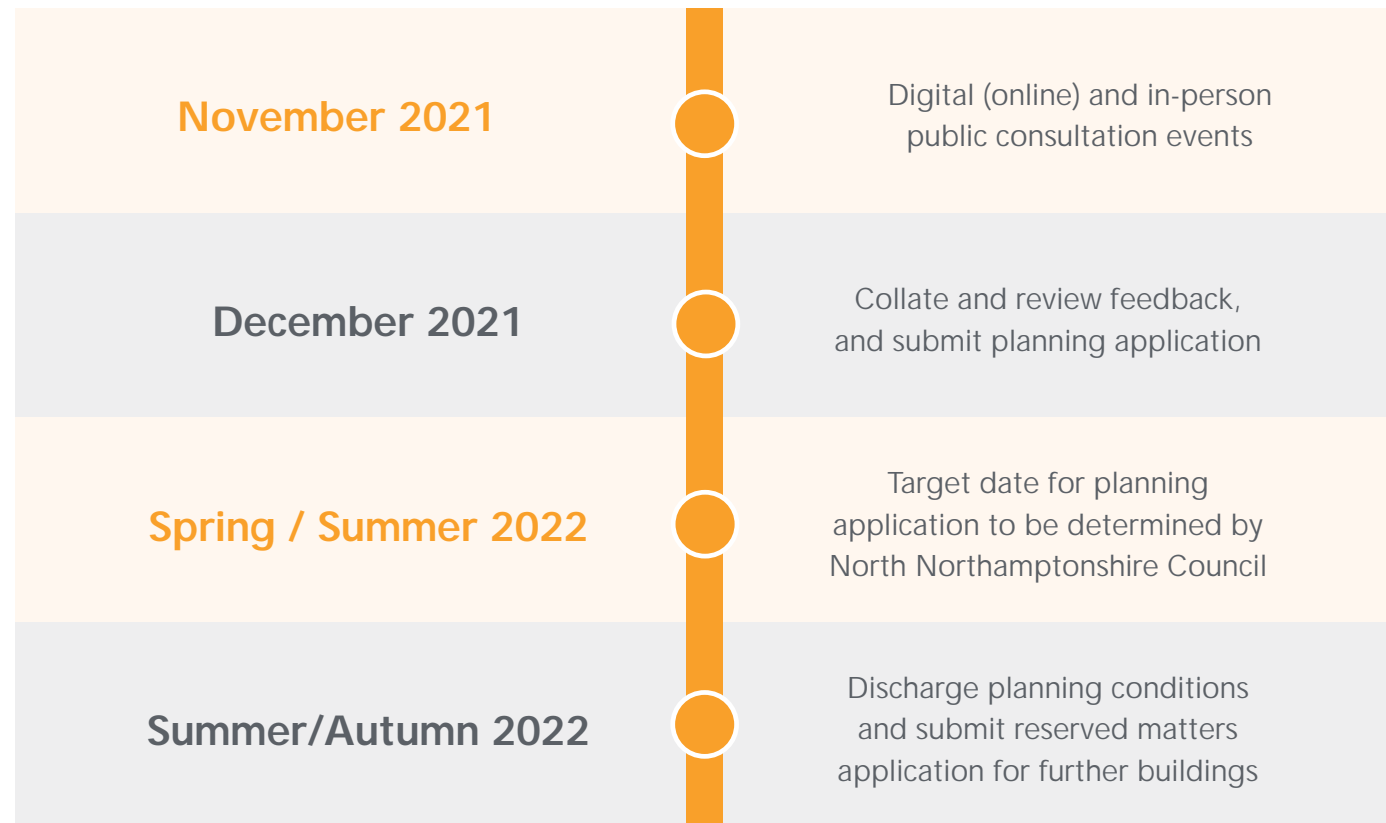 November 2021
Digital (online) and in-person
public consultation events
December 2021
Collate and review feedback,
and submit planning application
Spring / Summer 2022
Target date for planning
application to be determined by
North Northamptonshire Council
Summer/Autumn 2022
Discharge planning conditions
and submit reserved matters
application for further buildings